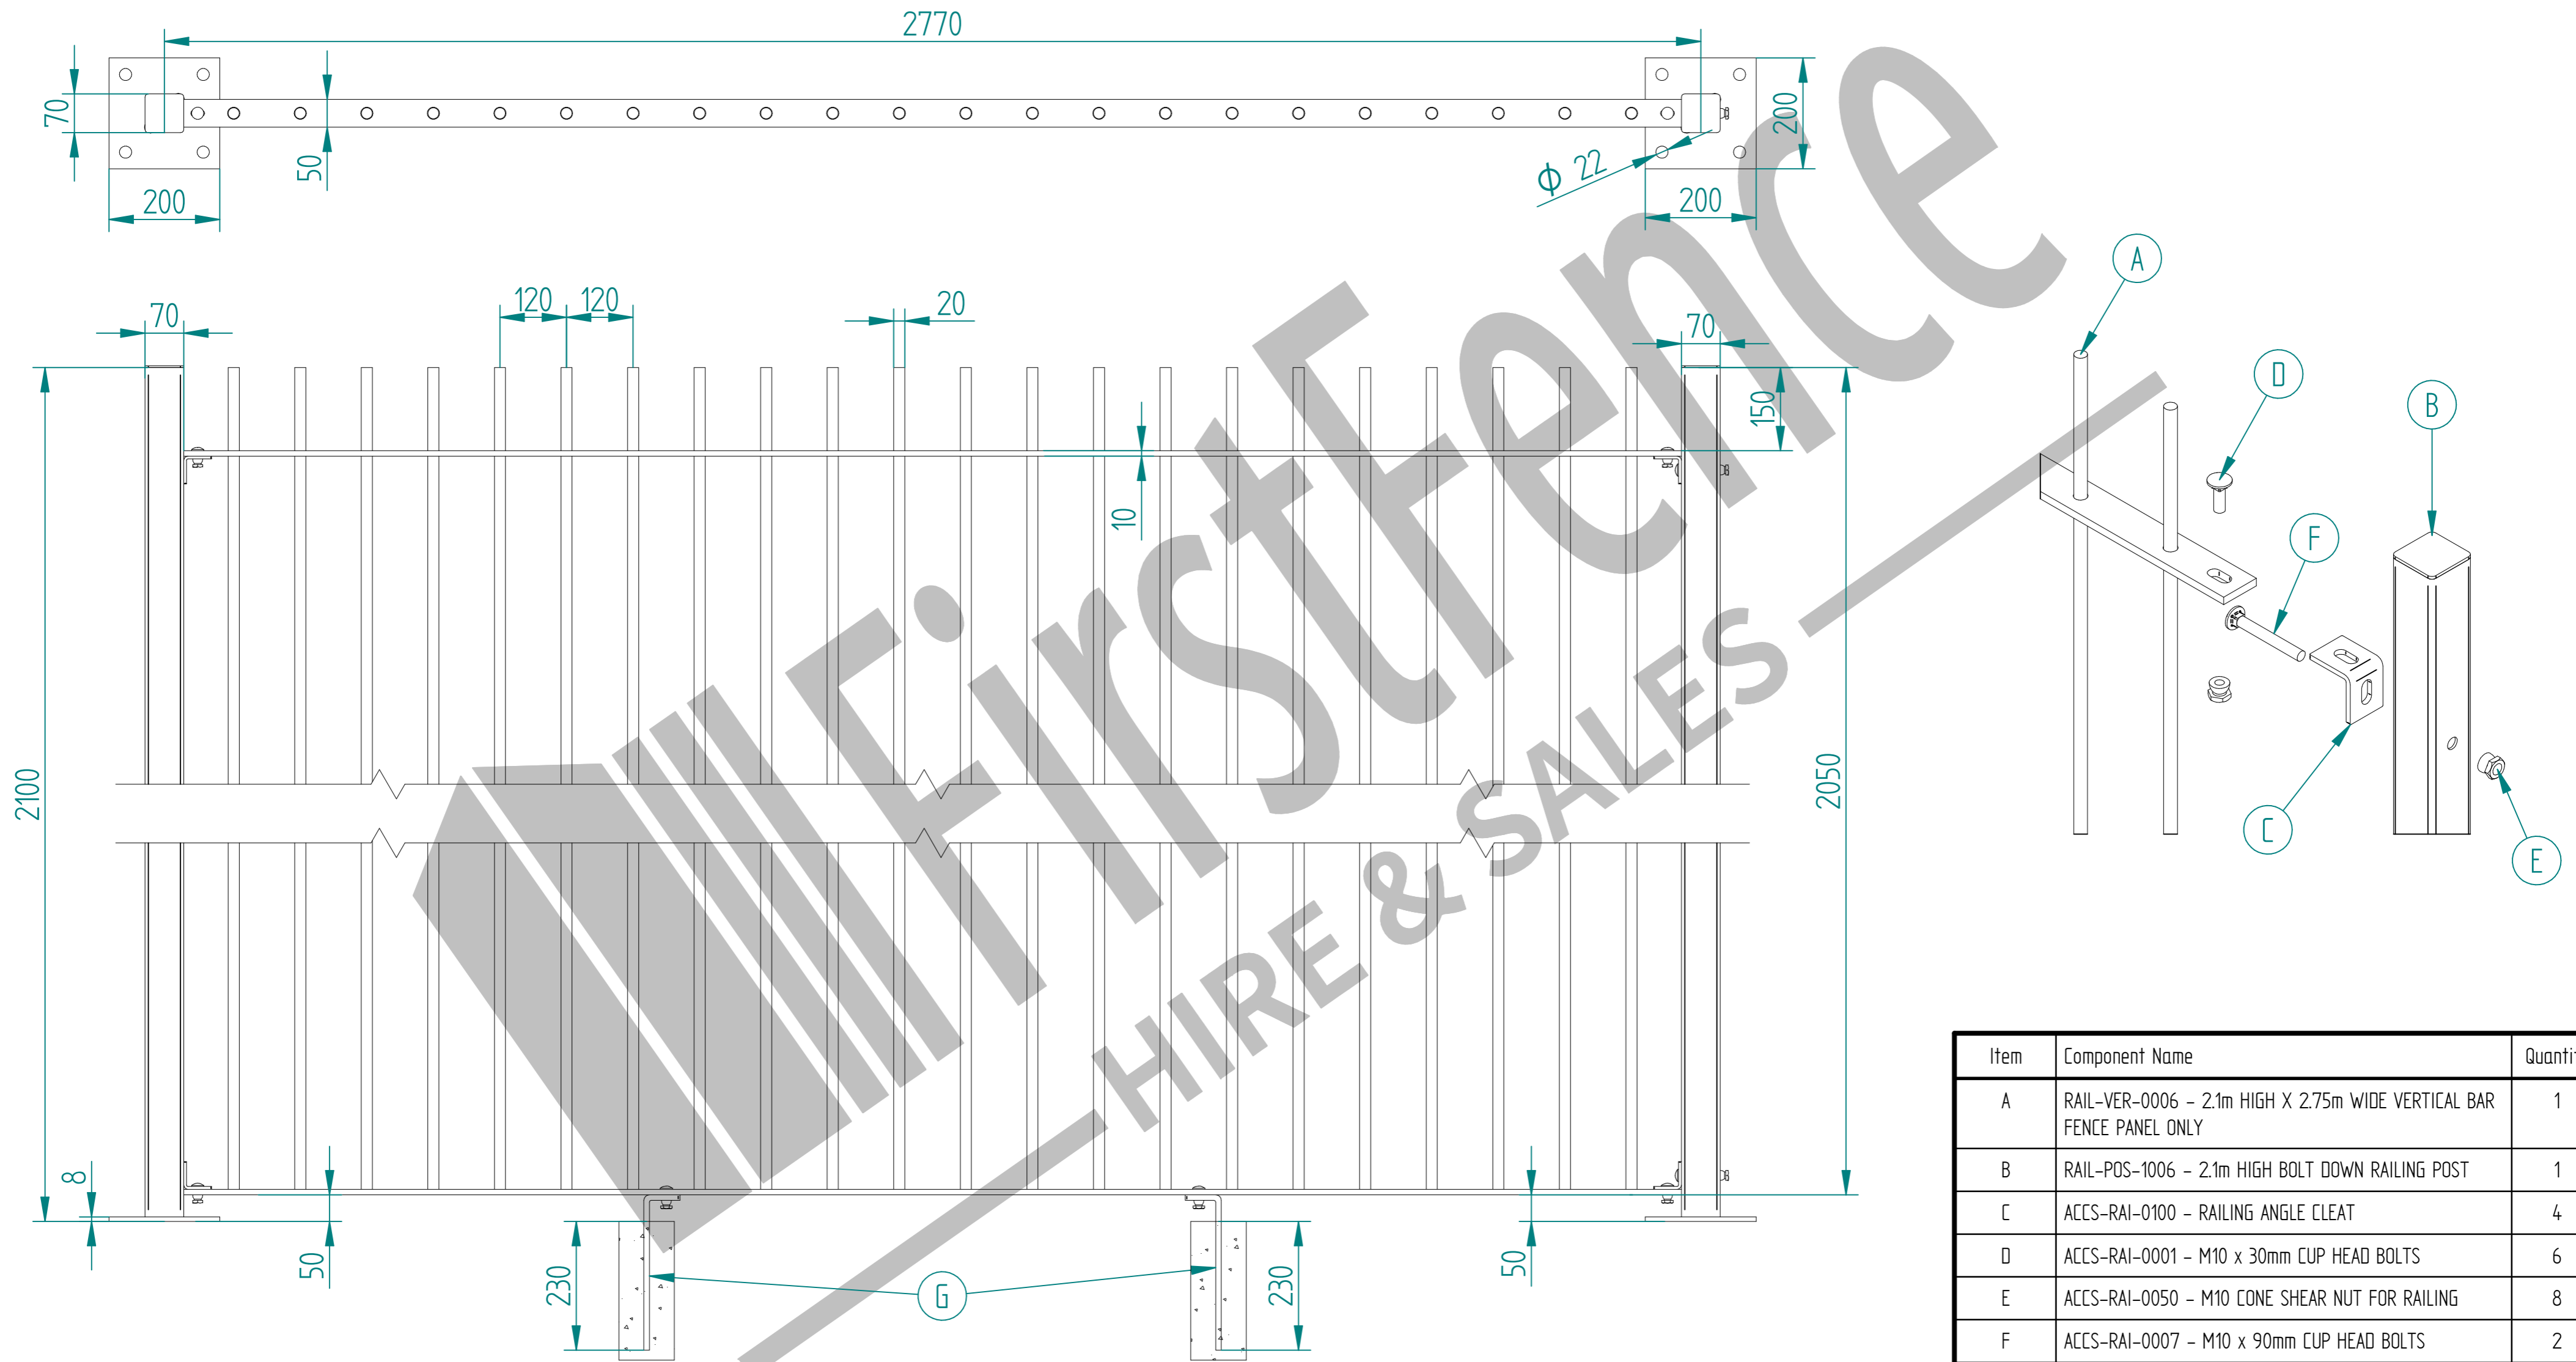 2770
70
50
200
Φ 22
200
200
70
120
120
20
70
150
10
2100
2050
8
50
230
G
230
50
A
D
B
F
C
E
FirstFence
HIRE & SALES
Item Component Name Quantit
A RAIL-VER-0006 - 2.1m HIGH X 2.75m WIDE VERTICAL BAR
FENCE PANEL ONLY 1
B RAIL-POS-1006 - 2.1m HIGH BOLT DOWN RAILING POST 1
C ACCS-RAI-0100 - RAILING ANGLE CLEAT 4
D ACCS-RAI-0001 - M10 x 30mm CUP HEAD BOLTS 6
E ACCS-RAI-0050 - M10 CONE SHEAR NUT FOR RAILING 8
F ACCS-RAI-0007 - M10 x 90mm CUP HEAD BOLTS 2